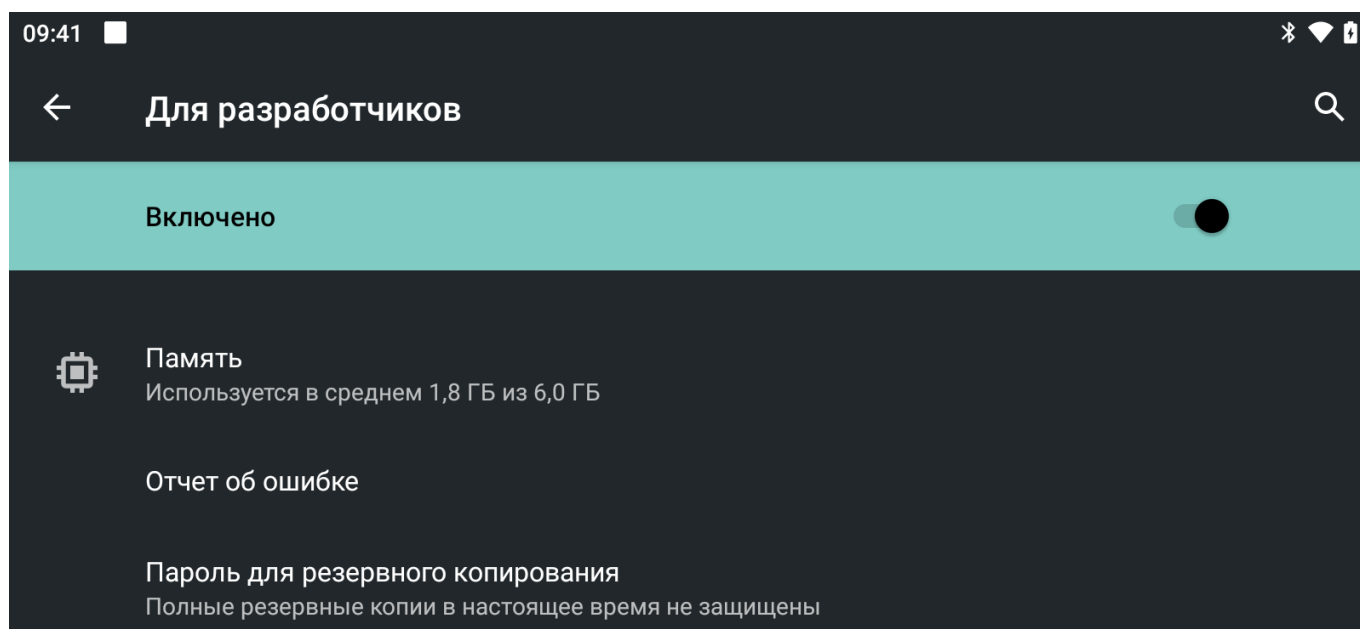 09:41
Для разработчиков
Включено
Память
Используется в среднем 1,8 ГБ из 6,0 ГБ
Отчет об ошибке
Пароль для резервного копирования
Полные резервные копии в настоящее время не защищены